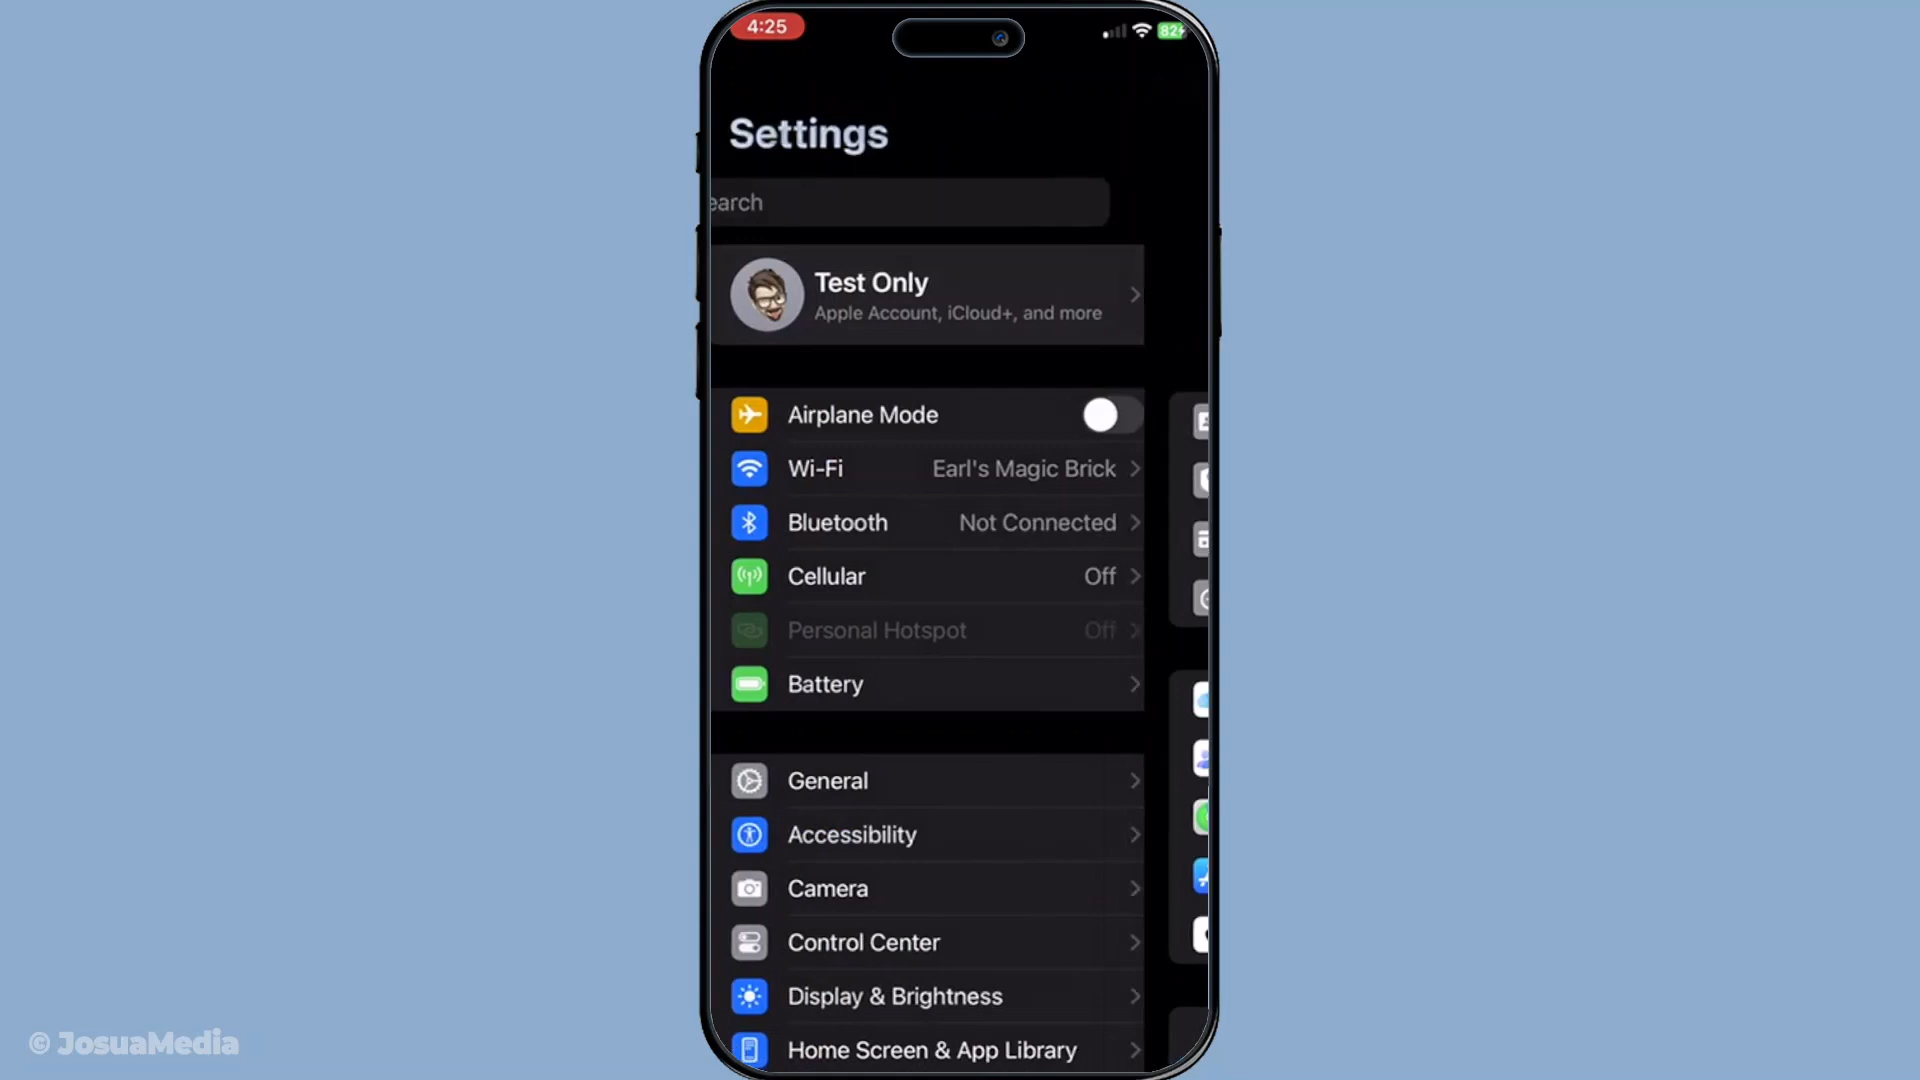 4:25
82
Settings
earch
Test Only
Apple Account, iCloud+, and more
Airplane Mode
Wi-Fi Earl's Magic Brick
Bluetooth Not Connected
Cellular Off
Personal Hotspot Off
Battery
General
Accessibility
Camera
Control Center
Display & Brightness
Home Screen & App Library
© JosuaMedia